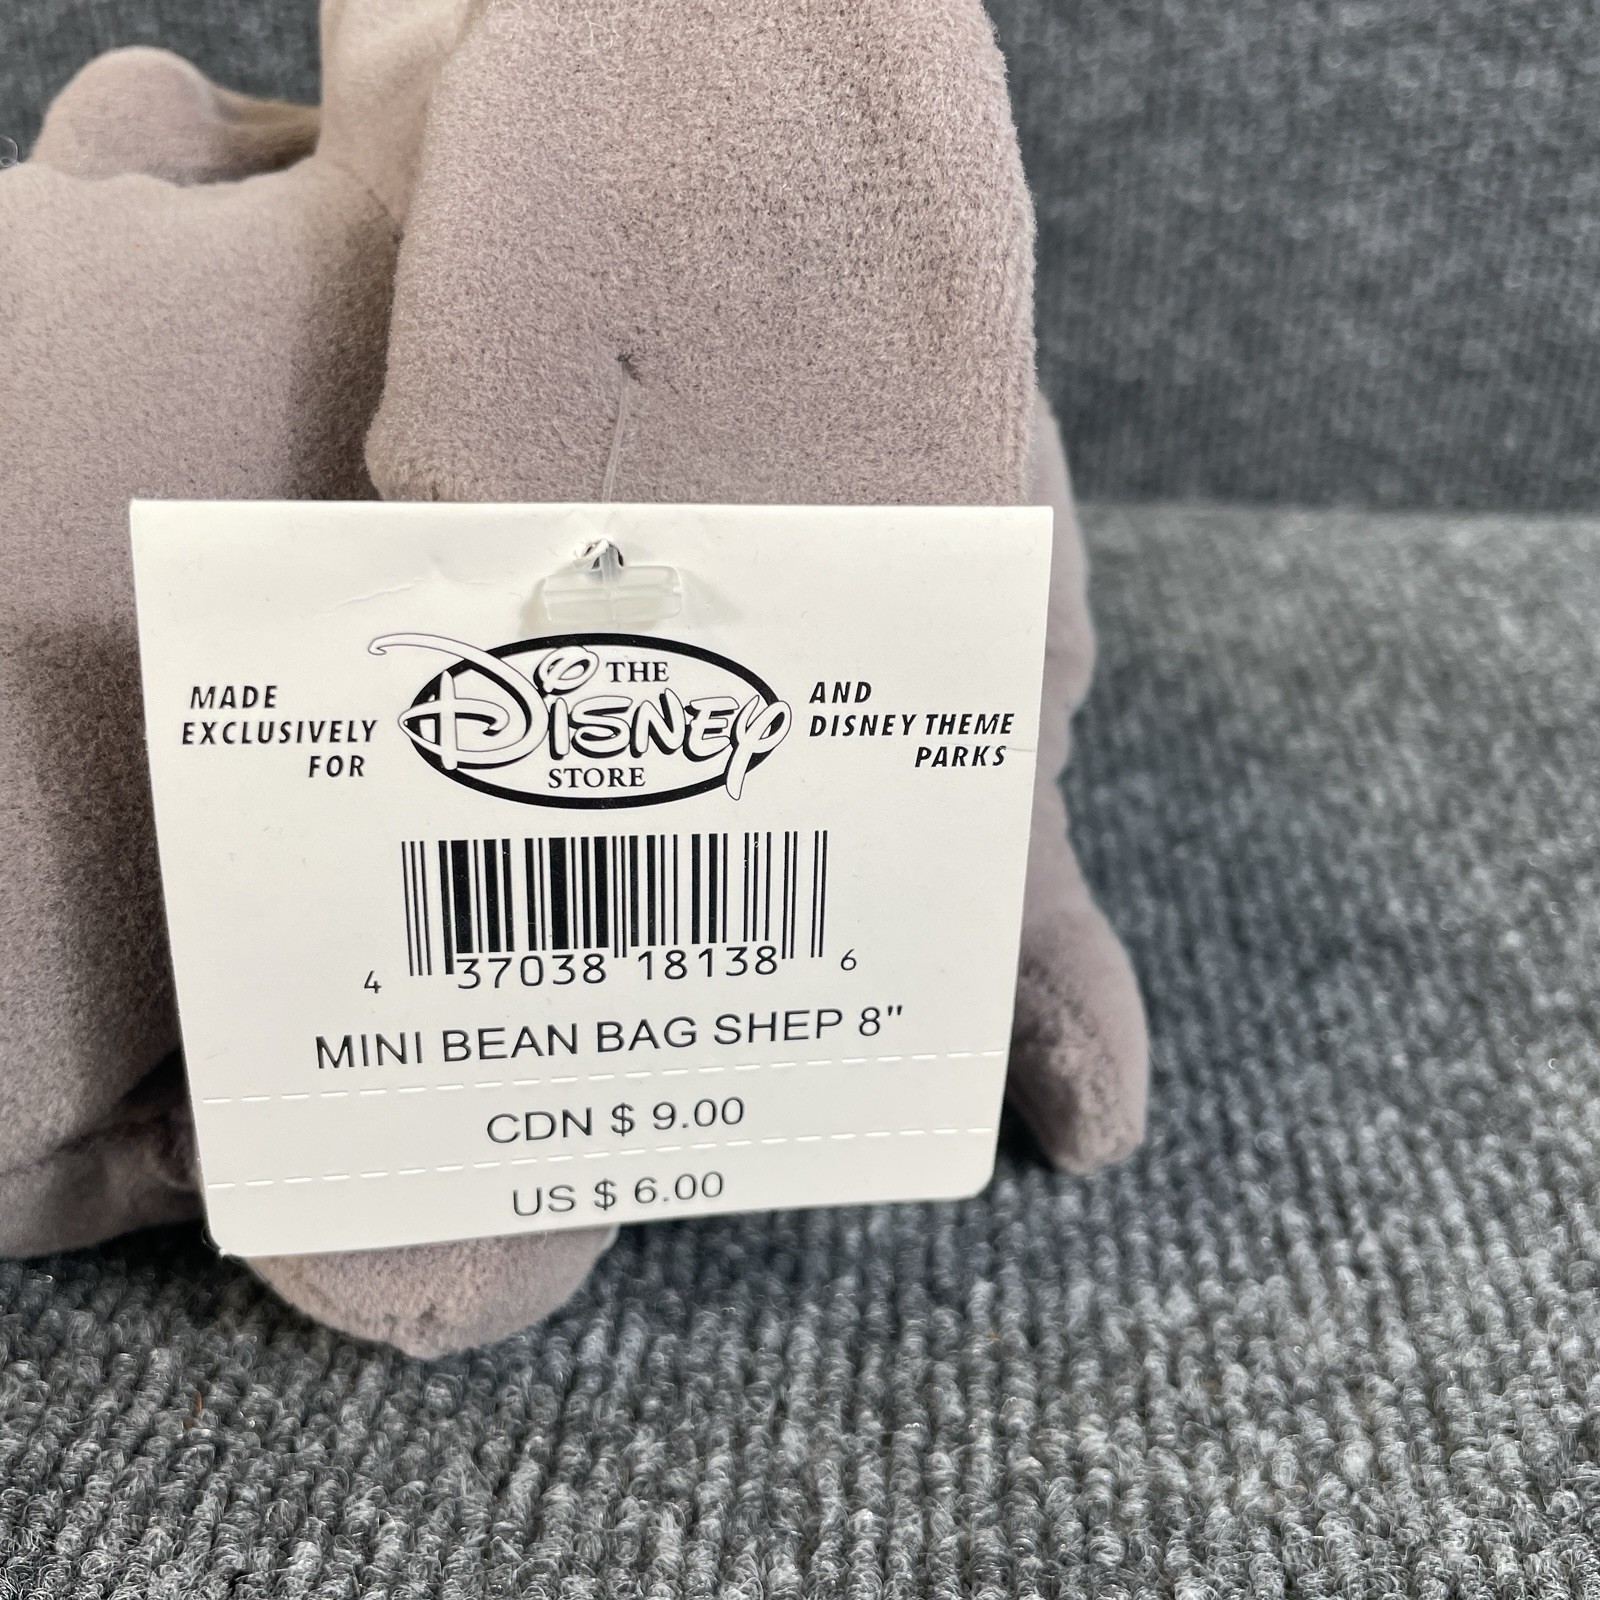 MADE
EXCLUSIVELY
FOR
THE
DISNEY
STORE
AND
DISNEY THEME
PARKS
4 37038 18138 6
MINI BEAN BAG SHEP 8"
CDN $ 9.00
US $ 6.00